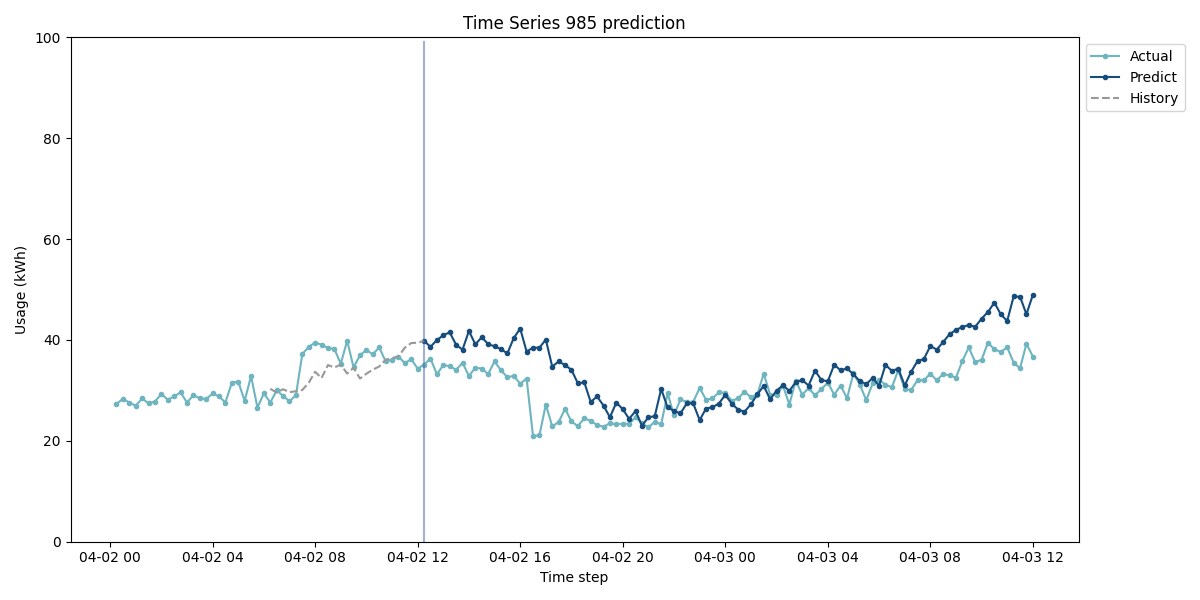 Time Series 985 prediction
100
80
60
40
20
0
Usage (kWh)
04-02 00
04-02 04
04-02 08
04-02 12
04-02 16
04-02 20
04-03 00
04-03 04
04-03 08
04-03 12
Time step
Actual
Predict
History